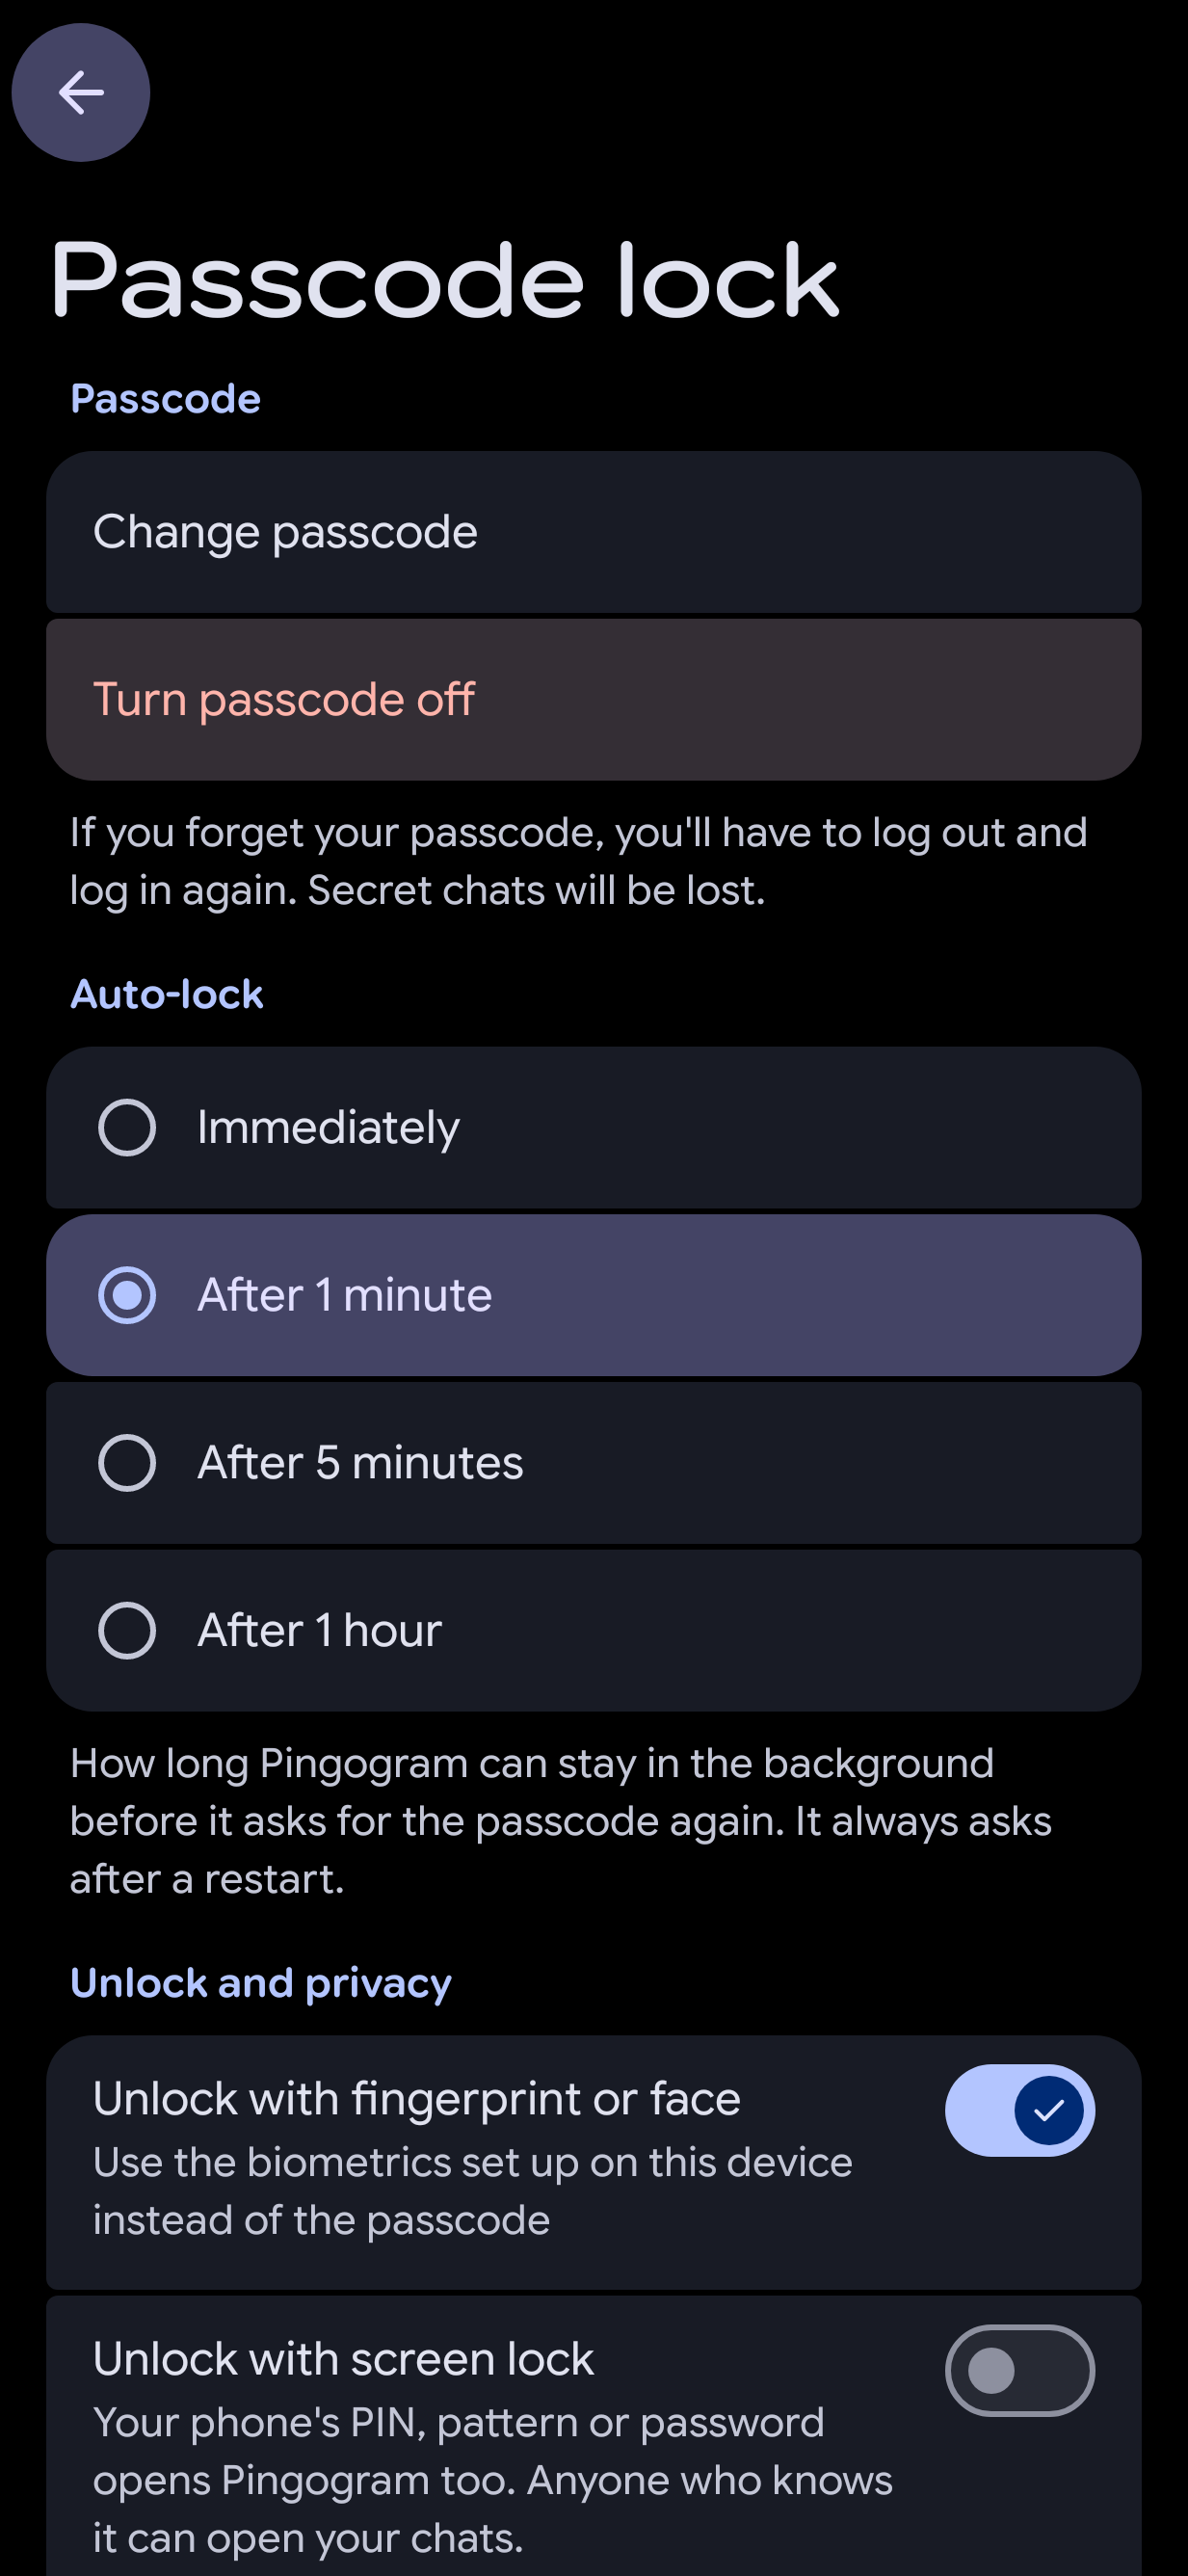 Passcode lock
Passcode
Change passcode
Turn passcode off
If you forget your passcode, you'll have to log out and
log in again. Secret chats will be lost.
Auto-lock
Immediately
After 1 minute
After 5 minutes
After 1 hour
How long Pingogram can stay in the background
before it asks for the passcode again. It always asks
after a restart.
Unlock and privacy
Unlock with fingerprint or face
Use the biometrics set up on this device
instead of the passcode
Unlock with screen lock
Your phone's PIN, pattern or password
opens Pingogram too. Anyone who knows
it can open your chats.